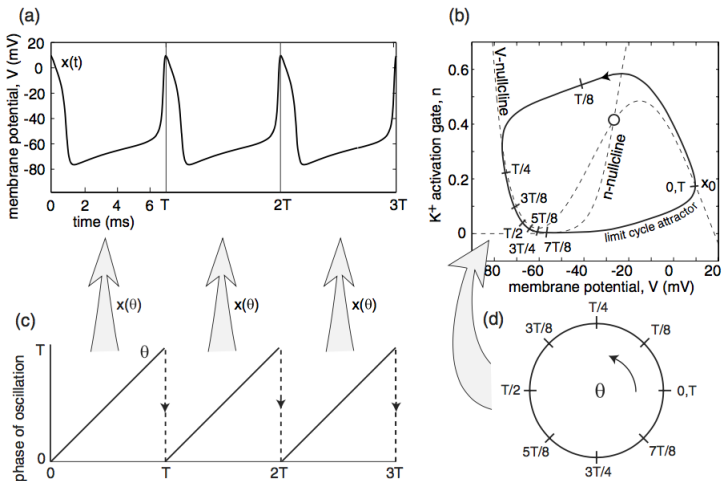 (a)
membrane potential, V (mV)
20
0
-20
-40
-60
-80
x(t)
0 2 4 6 T 2T 3T
time (ms)
(b)
K+ activation gate, n
0.6
0.4
0.2
0
V-nullcline
n-nullcline
T/8
T/4
3T/8
T/2
5T/8
3T/4
7T/8
0,T
x0
limit cycle attractor
-80 -60 -40 -20 0 20
membrane potential, V (mV)
x(θ)
x(θ)
x(θ)
(c)
phase of oscillation
T
0
θ
0 T 2T 3T
(d)
T/4
3T/8
T/8
T/2
θ
0,T
5T/8
7T/8
3T/4